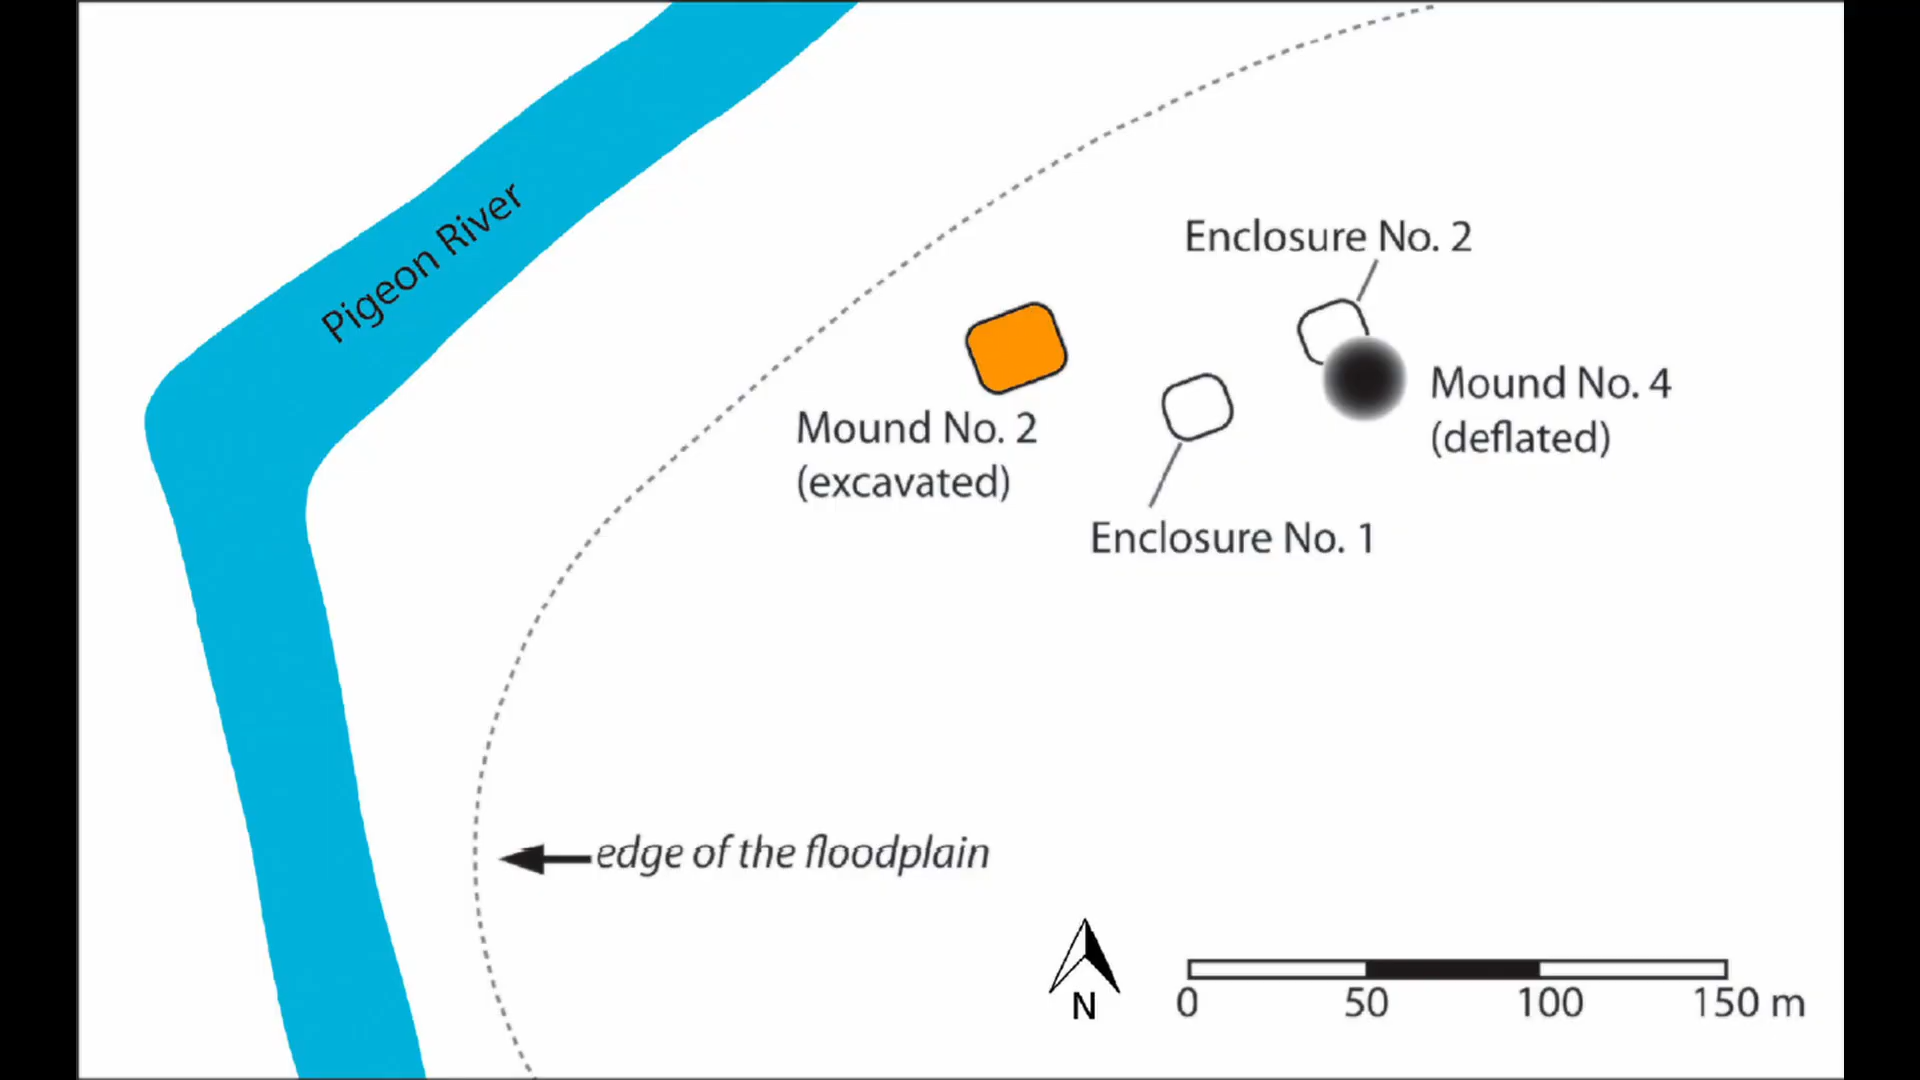 Pigeon River
Enclosure No. 2
Mound No. 2
(excavated)
Mound No. 4
(deflated)
Enclosure No. 1
edge of the floodplain
N
0 50 100 150 m